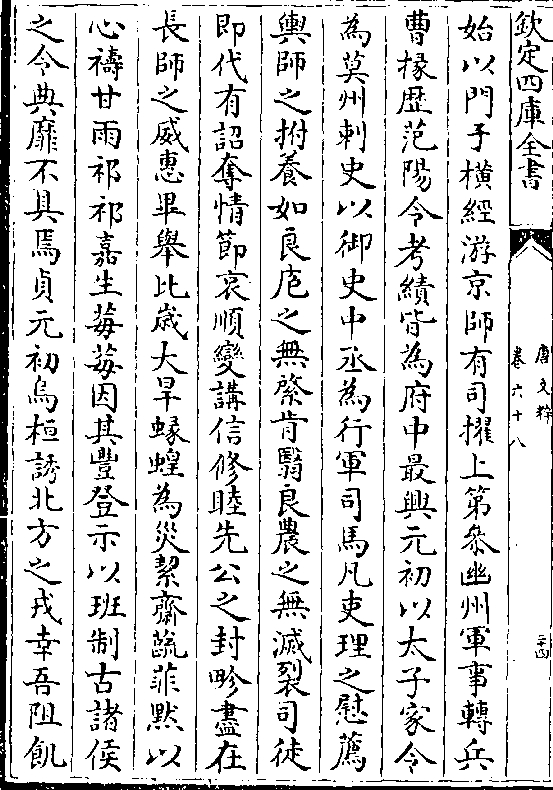 欽定四庫全書
唐文粹
卷六十八
二十四
始以門子橫經游京師有司擢上第叅幽州軍事轉兵
曹掾歴范陽令考績皆為府中最興元初以太子家令
為莫州刺史以御史中丞為行軍司馬凡吏理之慰薦
輿師之拊養如良庖之無綮肯翳良農之無滅裂司徒
即代有詔奪情節哀順變講信修睦先公之封畛盡在
長師之威惠畢舉比歳大旱蝝蝗為災絜齋蔬菲默以
心禱甘雨祁祁嘉生莓莓因其豐登示以班制古諸侯
之令典靡不具焉貞元初烏桓誘北方之戎幸吾阻飢